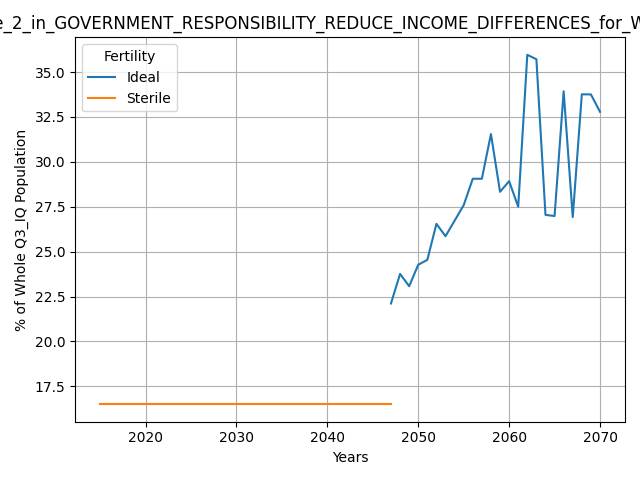 e_2_in_GOVERNMENT_RESPONSIBILITY_REDUCE_INCOME_DIFFERENCES_for_W
Fertility
Ideal
Sterile
35.0
32.5
30.0
27.5
25.0
22.5
20.0
17.5
% of Whole Q3_IQ Population
2020 2030 2040 2050 2060 2070
Years